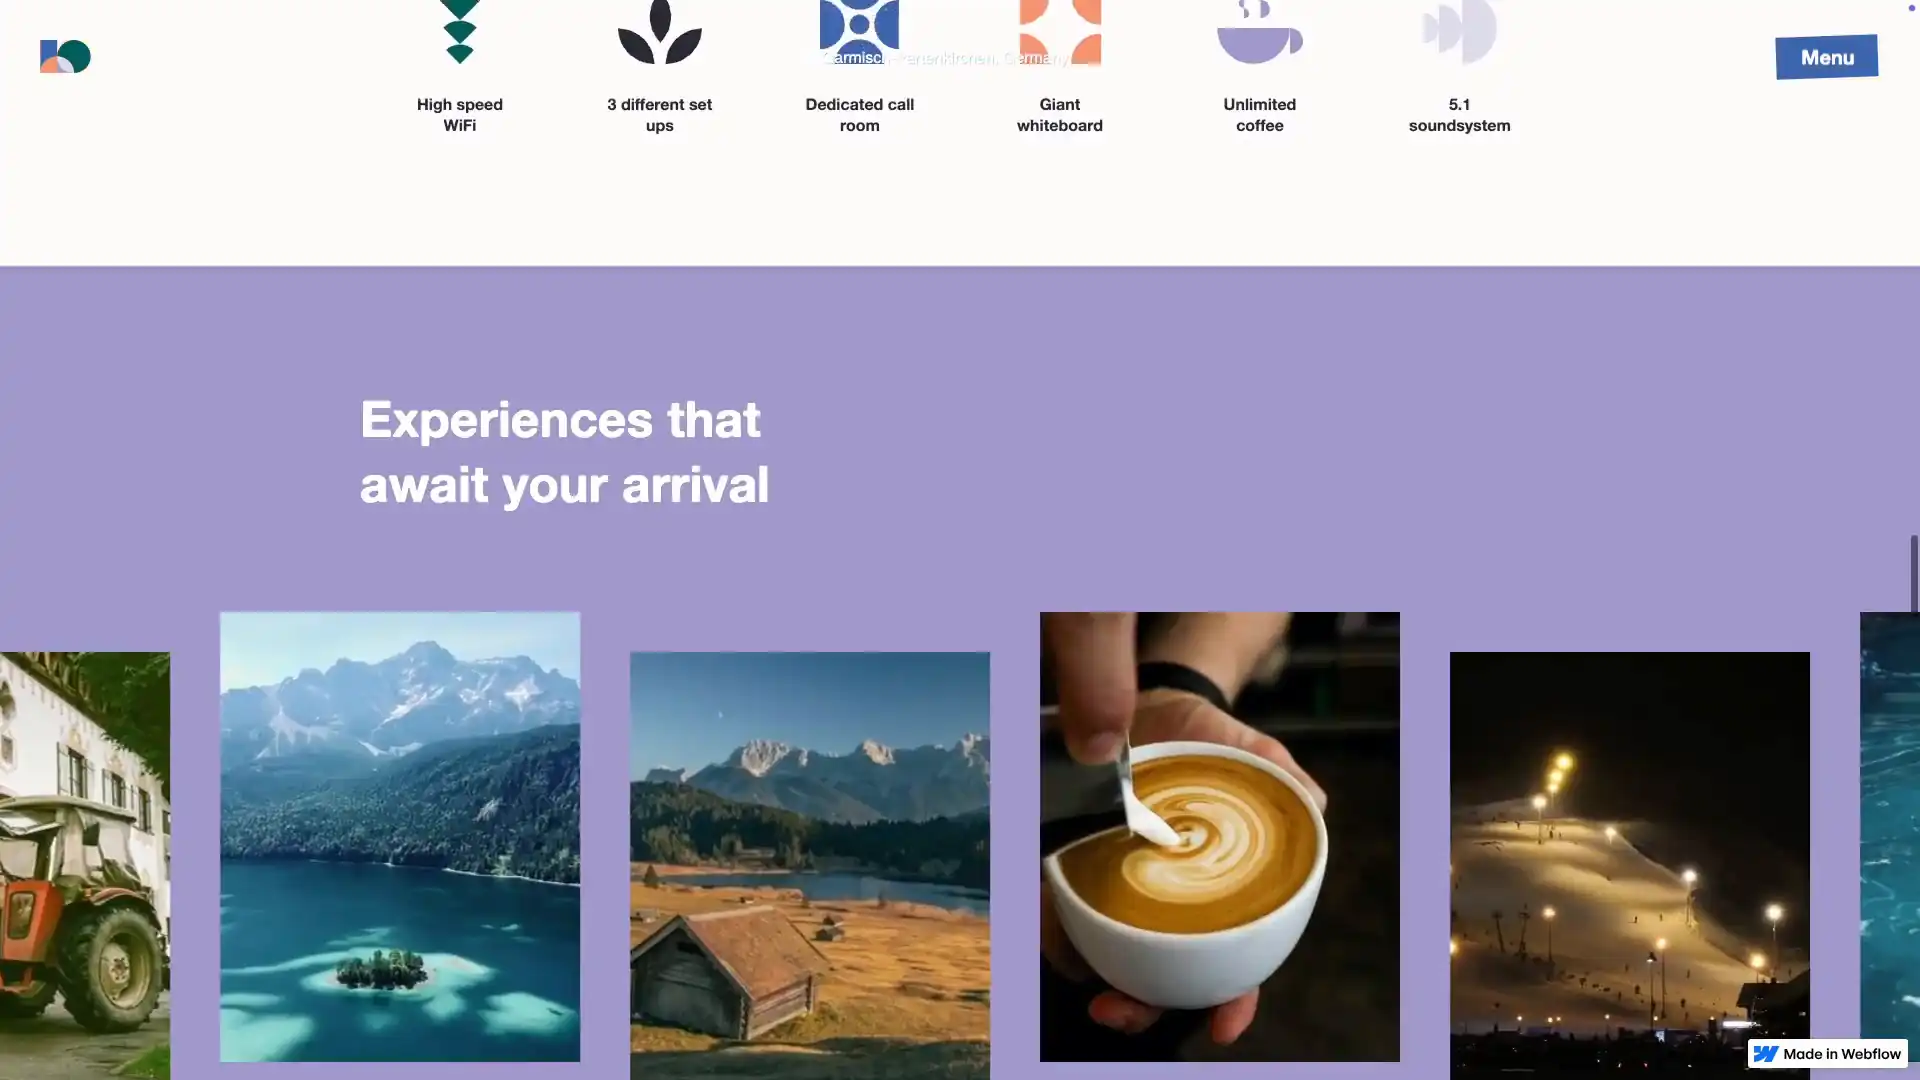 Garmisch-Partenkirchen, Germany
Menu
High speed
WiFi
3 different set
ups
Dedicated call
room
Giant
whiteboard
Unlimited
coffee
5.1
soundsystem
Experiences that
await your arrival
Made in Webflow